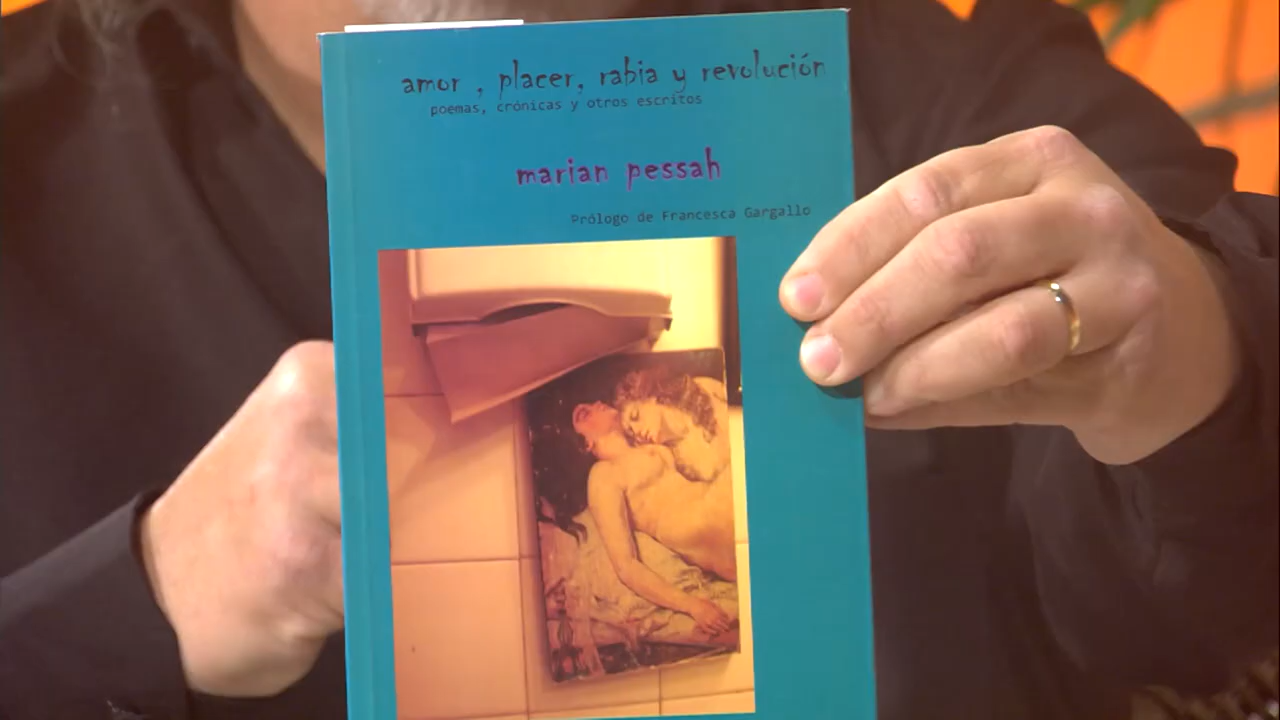 amor , placer, rabia y revolución
poemas, crónicas y otros escritos
marian pessah
Prólogo de Francesca Gargallo